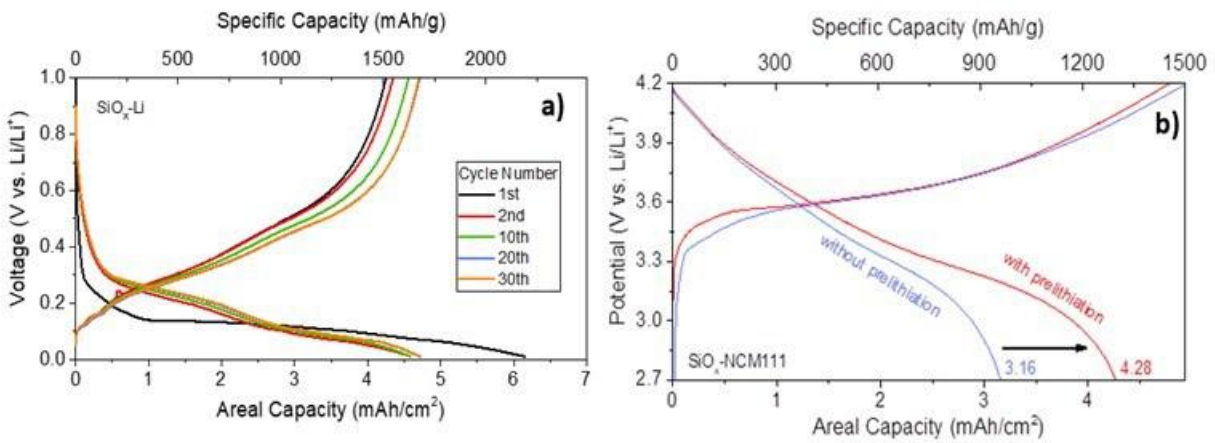 Specific Capacity (mAh/g)
0 500 1000 1500 2000
1.0
0.8
0.6
0.4
0.2
0.0
Voltage (V vs. Li/Li⁺)
SiOₓ-Li
a)
Cycle Number
1st
2nd
10th
20th
30th
0 1 2 3 4 5 6 7
Areal Capacity (mAh/cm²)
Specific Capacity (mAh/g)
0 300 400 600 700 900 1000 1200 1300 1500
4.2
3.9
3.6
3.3
3.0
2.7
Potential (V vs. Li/Li⁺)
b)
without prelithiation
with prelithiation
SiOₓ-NCM111
3.16
4.28
0 1 2 3 4
Areal Capacity (mAh/cm²)